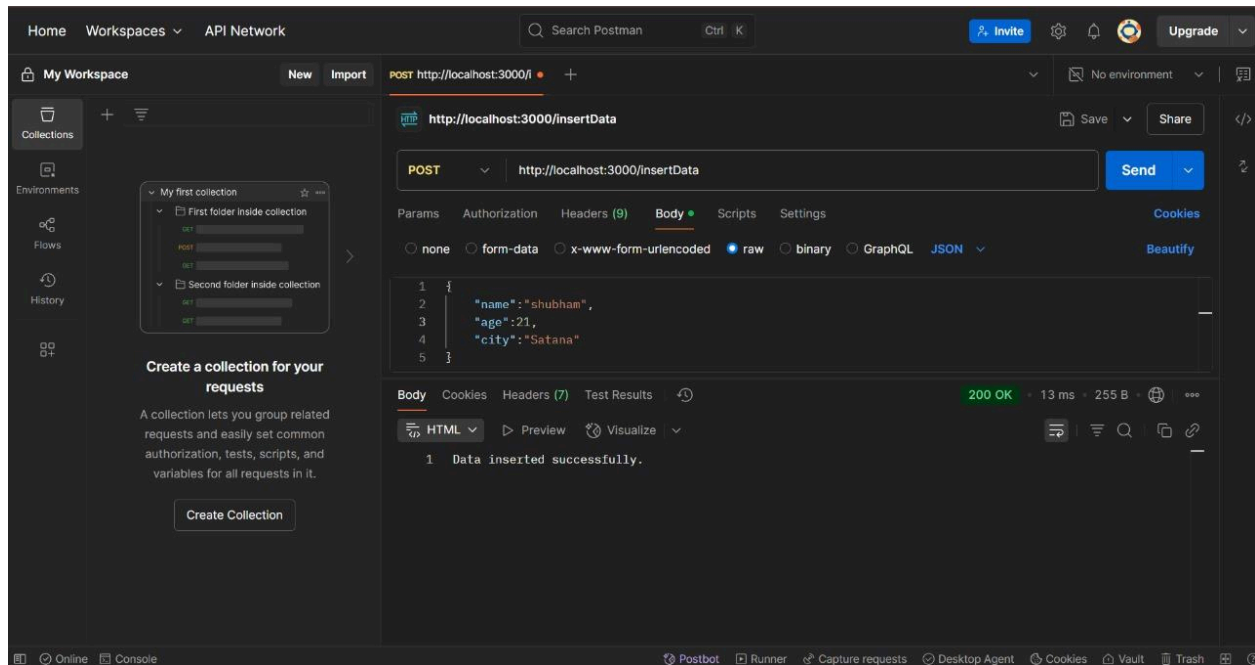 Home Workspaces API Network Search Postman Ctrl K Invite Upgrade
My Workspace New Import POST http://localhost:3000/i No environment
Collections
Environments
Flows
History
My first collection
First folder inside collection
GET
POST
GET
Second folder inside collection
GET
GET
Create a collection for your
requests
A collection lets you group related
requests and easily set common
authorization, tests, scripts, and
variables for all requests in it.
Create Collection
HTTP http://localhost:3000/insertData Save Share
POST http://localhost:3000/insertData Send
Params Authorization Headers (9) Body Scripts Settings Cookies
none form-data x-www-form-urlencoded raw binary GraphQL JSON Beautify
1 {
2 "name":"shubham",
3 "age":21,
4 "city":"Satana"
5 }
Body Cookies Headers (7) Test Results 200 OK 13 ms 255 B
HTML Preview Visualize
1 Data inserted successfully.
Online Console Postbot Runner Capture requests Desktop Agent Cookies Vault Trash